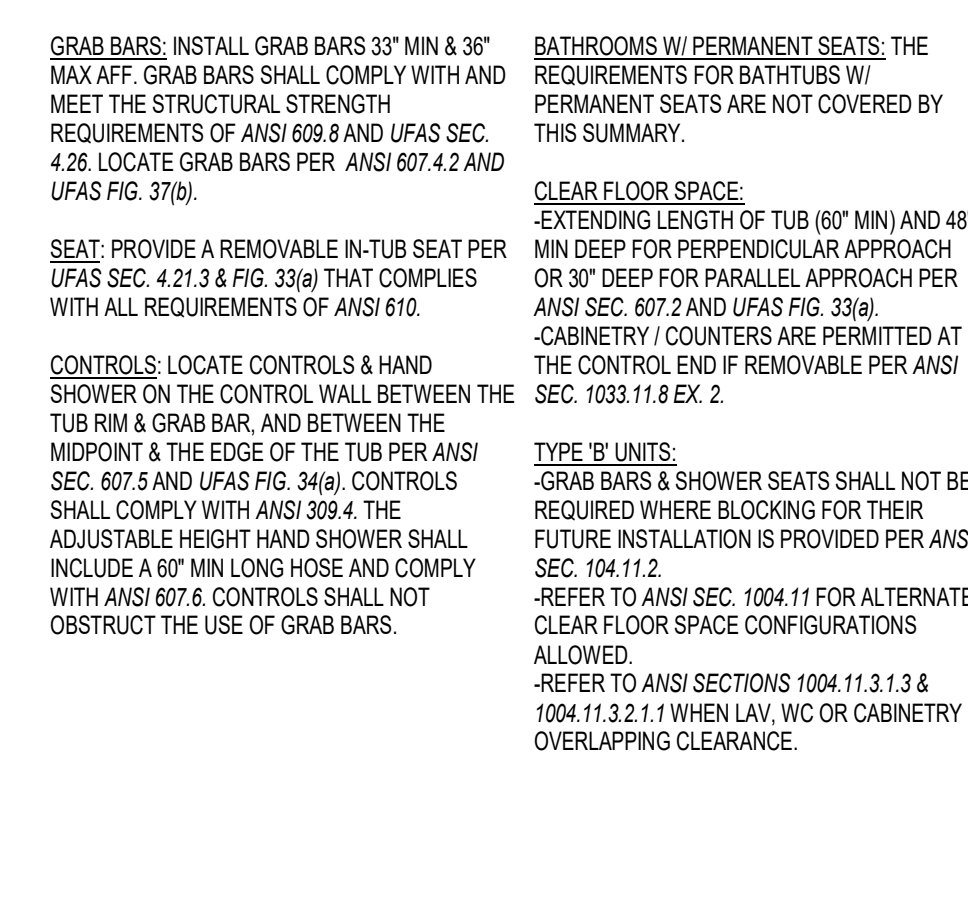 GRAB BARS: INSTALL GRAB BARS 33" MIN & 36"
MAX AFF. GRAB BARS SHALL COMPLY WITH AND
MEET THE STRUCTURAL STRENGTH
REQUIREMENTS OF ANSI 609.8 AND UFAS SEC.
4.26. LOCATE GRAB BARS PER ANSI 607.4.2 AND
UFAS FIG. 37(b).
SEAT: PROVIDE A REMOVABLE IN-TUB SEAT PER
UFAS SEC. 4.21.3 & FIG. 33(a) THAT COMPLIES
WITH ALL REQUIREMENTS OF ANSI 610.
CONTROLS: LOCATE CONTROLS & HAND
SHOWER ON THE CONTROL WALL BETWEEN THE
TUB RIM & GRAB BAR, AND BETWEEN THE
MIDPOINT & THE EDGE OF THE TUB PER ANSI
SEC. 607.5 AND UFAS FIG. 34(a). CONTROLS
SHALL COMPLY WITH ANSI 309.4. THE
ADJUSTABLE HEIGHT HAND SHOWER SHALL
INCLUDE A 60" MIN LONG HOSE AND COMPLY
WITH ANSI 607.6. CONTROLS SHALL NOT
OBSTRUCT THE USE OF GRAB BARS.
BATHROOMS W/ PERMANENT SEATS: THE
REQUIREMENTS FOR BATHTUBS W/
PERMANENT SEATS ARE NOT COVERED BY
THIS SUMMARY.
CLEAR FLOOR SPACE:
-EXTENDING LENGTH OF TUB (60" MIN) AND 48"
MIN DEEP FOR PERPENDICULAR APPROACH
OR 30" DEEP FOR PARALLEL APPROACH PER
ANSI SEC. 607.2 AND UFAS FIG. 33(a).
-CABINETRY / COUNTERS ARE PERMITTED AT
THE CONTROL END IF REMOVABLE PER ANSI
SEC. 1033.11.8 EX. 2.
TYPE 'B' UNITS:
-GRAB BARS & SHOWER SEATS SHALL NOT BE
REQUIRED WHERE BLOCKING FOR THEIR
FUTURE INSTALLATION IS PROVIDED PER ANS
SEC. 104.11.2.
-REFER TO ANSI SEC. 1004.11 FOR ALTERNATE
CLEAR FLOOR SPACE CONFIGURATIONS
ALLOWED.
-REFER TO ANSI SECTIONS 1004.11.3.1.3 &
1004.11.3.2.1.1 WHEN LAV, WC OR CABINETRY
OVERLAPPING CLEARANCE.